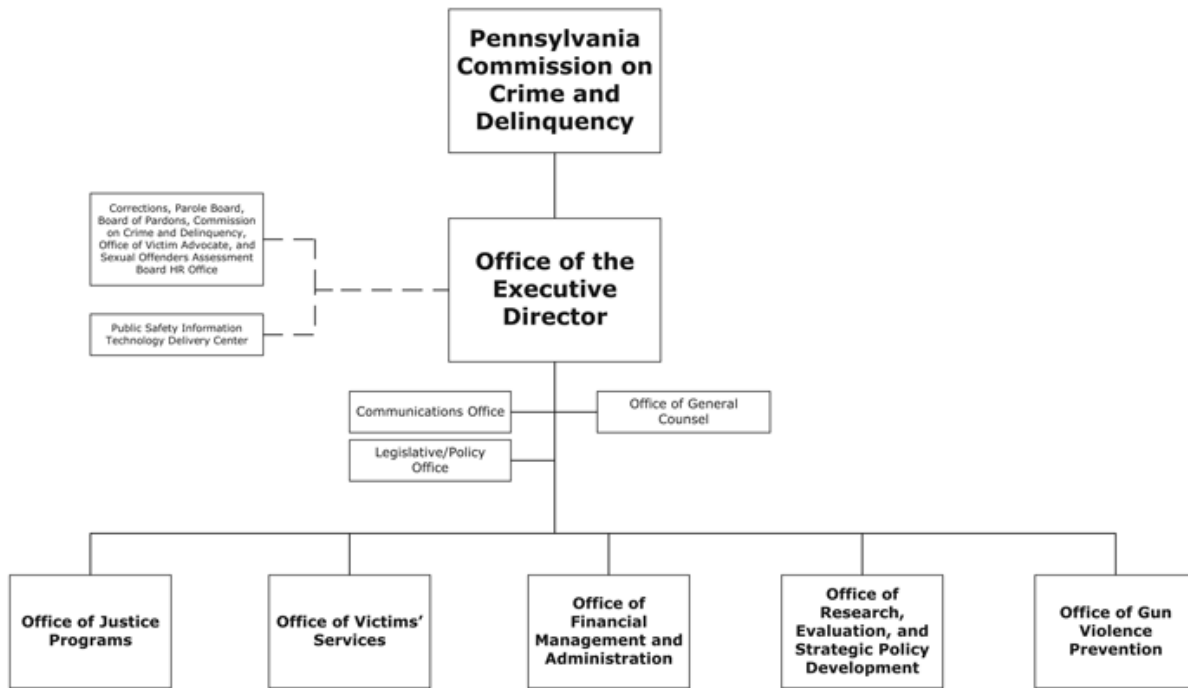 Pennsylvania
Commission on
Crime and
Delinquency
Corrections, Parole Board,
Board of Pardons, Commission
on Crime and Delinquency,
Office of Victim Advocate, and
Sexual Offenders Assessment
Board HR Office
Office of the
Executive
Director
Public Safety Information
Technology Delivery Center
Communications Office
Office of General
Counsel
Legislative/Policy
Office
Office of Justice
Programs
Office of Victims’
Services
Office of
Financial
Management and
Administration
Office of
Research,
Evaluation, and
Strategic Policy
Development
Office of Gun
Violence
Prevention